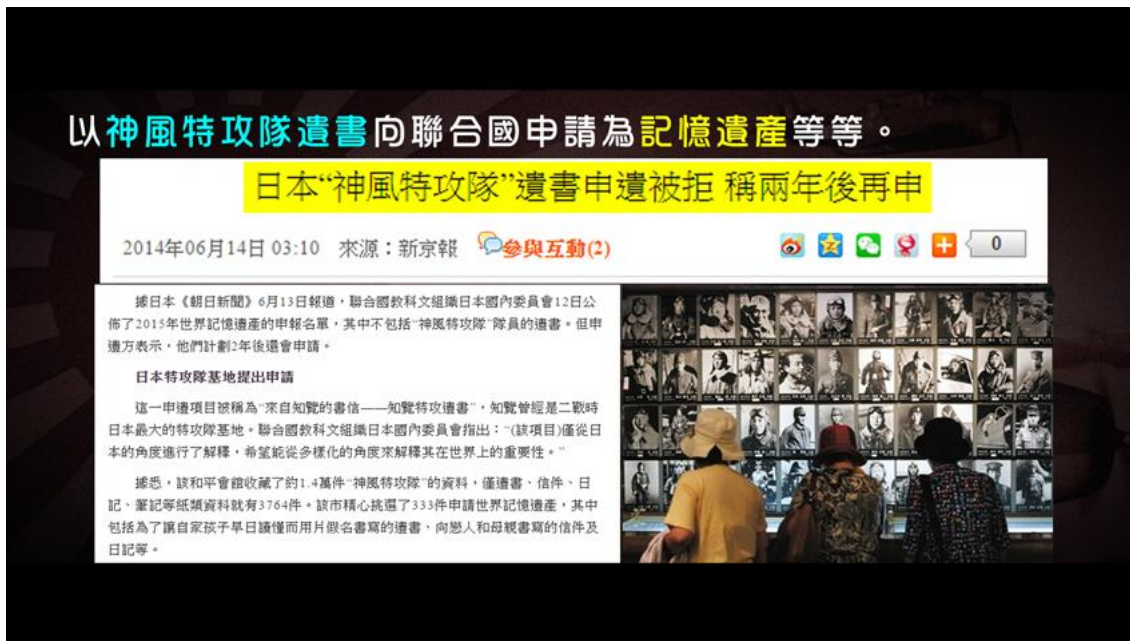 以神風特攻隊遺書向聯合國申請為記憶遺產等等。
日本“神風特攻隊”遺書申遺被拒 稱兩年後再申
2014年06月14日 03:10 來源：新京報 參與互動(2) 0
據日本《朝日新聞》6月13日報道，聯合國教科文組織日本國內委員會12日公
佈了2015年世界記憶遺產的申報名單，其中不包括“神風特攻隊”隊員的遺書。但申
遺方表示，他們計劃2年後還會申請。
日本特攻隊基地提出申請
這一申遺項目被稱為“來自知覽的書信——知覽特攻遺書”，知覽曾經是二戰時
日本最大的特攻隊基地。聯合國教科文組織日本國內委員會指出：“(該項目)僅從日
本的角度進行了解釋，希望能從多樣化的角度來解釋其在世界上的重要性。”
據悉，該和平會館收藏了約1.4萬件“神風特攻隊”的資料，僅遺書、信件、日
記、筆記等紙類資料就有3764件。該市精心挑選了333件申請世界記憶遺產，其中
包括為了讓自家孩子早日讀懂而用片假名書寫的遺書、向戀人和母親書寫的信件及
日記等。